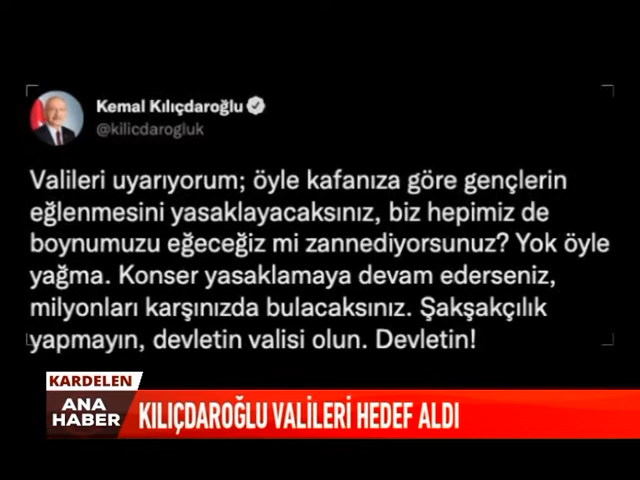 Kemal Kılıçdaroğlu
@kilicdarogluk
Valileri uyarıyorum; öyle kafanıza göre gençlerin
eğlenmesini yasaklayacaksınız, biz hepimiz de
boynumuzu eğeceğiz mi zannediyorsunuz? Yok öyle
yağma. Konser yasaklamaya devam ederseniz,
milyonları karşınızda bulacaksınız. Şakşakçılık
yapmayın, devletin valisi olun. Devletin!
KARDELEN
ANA
HABER
KILIÇDAROĞLU VALİLERİ HEDEF ALDI